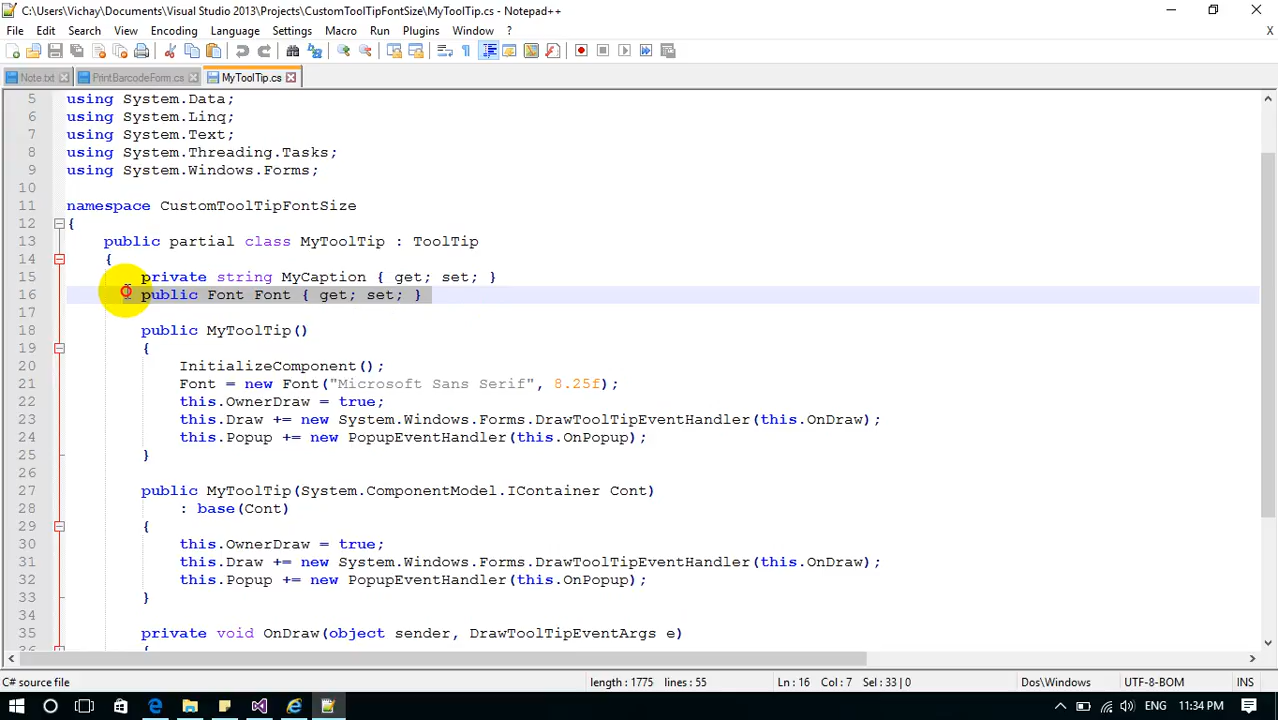 C:\Users\Vichay\Documents\Visual Studio 2013\Projects\CustomToolTipFontSize\MyToolTip.cs - Notepad++
File Edit Search View Encoding Language Settings Macro Run Plugins Window ? X
Note.txt PrintBarcodeForm.cs MyToolTip.cs
5 using System.Data;
6 using System.Linq;
7 using System.Text;
8 using System.Threading.Tasks;
9 using System.Windows.Forms;
10
11 namespace CustomToolTipFontSize
12 {
13 public partial class MyToolTip : ToolTip
14 {
15 private string MyCaption { get; set; }
16 public Font Font { get; set; }
17
18 public MyToolTip()
19 {
20 InitializeComponent();
21 Font = new Font("Microsoft Sans Serif", 8.25f);
22 this.OwnerDraw = true;
23 this.Draw += new System.Windows.Forms.DrawToolTipEventHandler(this.OnDraw);
24 this.Popup += new PopupEventHandler(this.OnPopup);
25 }
26
27 public MyToolTip(System.ComponentModel.IContainer Cont)
28 : base(Cont)
29 {
30 this.OwnerDraw = true;
31 this.Draw += new System.Windows.Forms.DrawToolTipEventHandler(this.OnDraw);
32 this.Popup += new PopupEventHandler(this.OnPopup);
33 }
34
35 private void OnDraw(object sender, DrawToolTipEventArgs e)
36 {
C# source file length : 1775 lines : 55 Ln : 16 Col : 7 Sel : 33 | 0 Dos\Windows UTF-8-BOM INS
ENG 11:34 PM